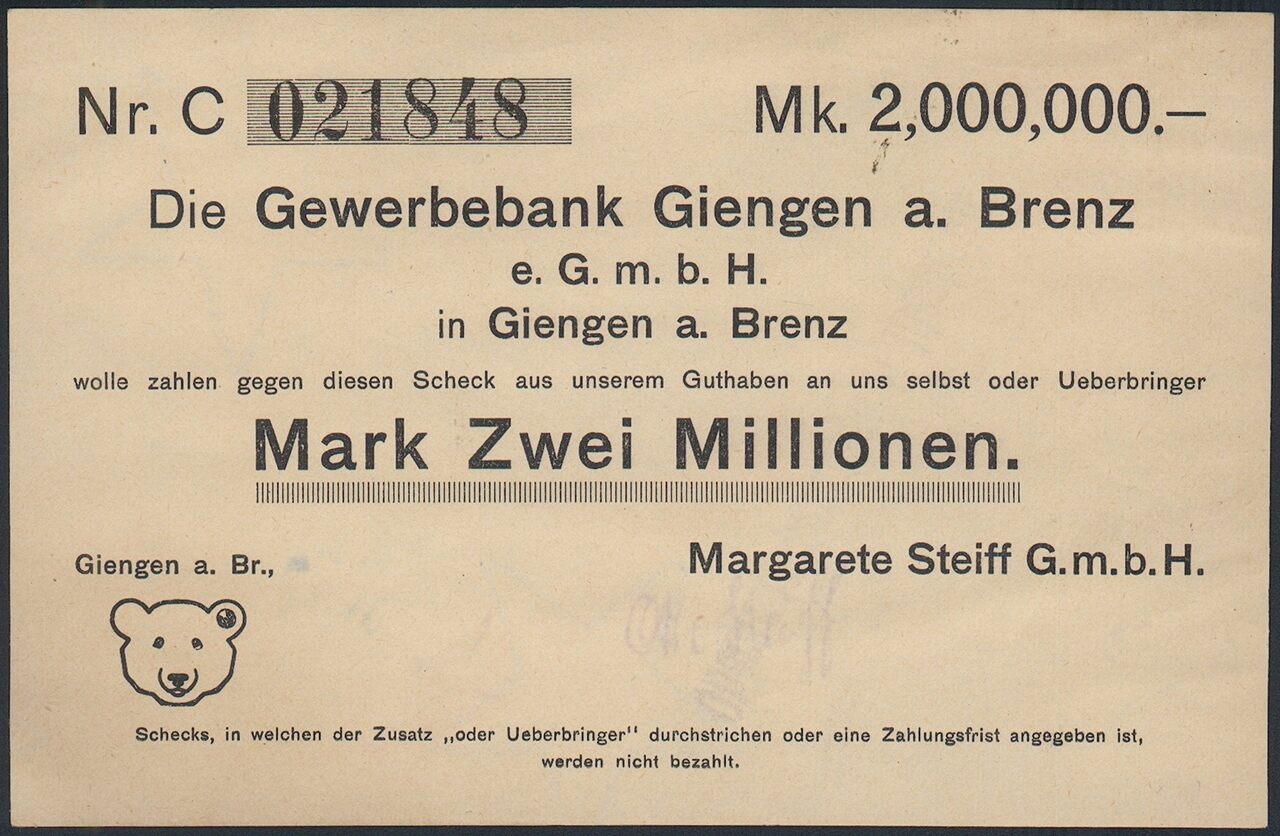 Nr. C 021848 Mk. 2,000,000.—
Die Gewerbebank Giengen a. Brenz
e. G. m. b. H.
in Giengen a. Brenz
wolle zahlen gegen diesen Scheck aus unserem Guthaben an uns selbst oder Ueberbringer
Mark Zwei Millionen.
Giengen a. Br., Margarete Steiff G.m.b.H.
Schecks, in welchen der Zusatz „oder Ueberbringer" durchstrichen oder eine Zahlungsfrist angegeben ist,
werden nicht bezahlt.